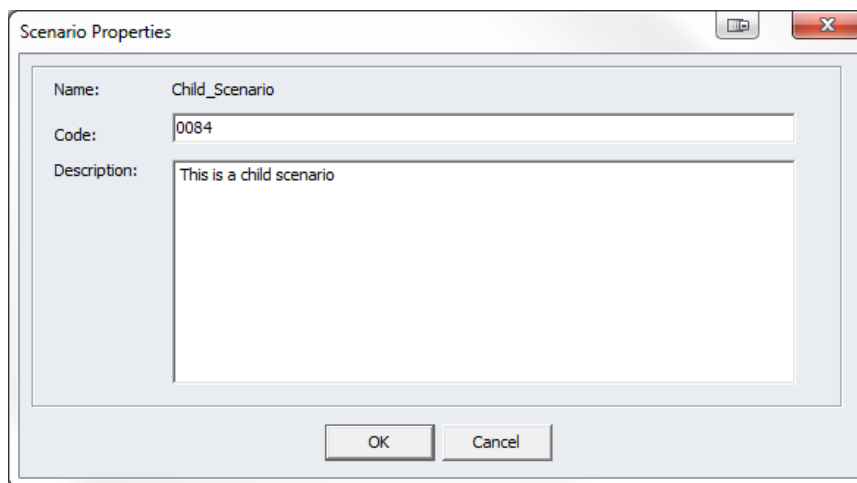 Scenario Properties
Name: Child_Scenario
Code: 0084
Description: This is a child scenario
OK Cancel